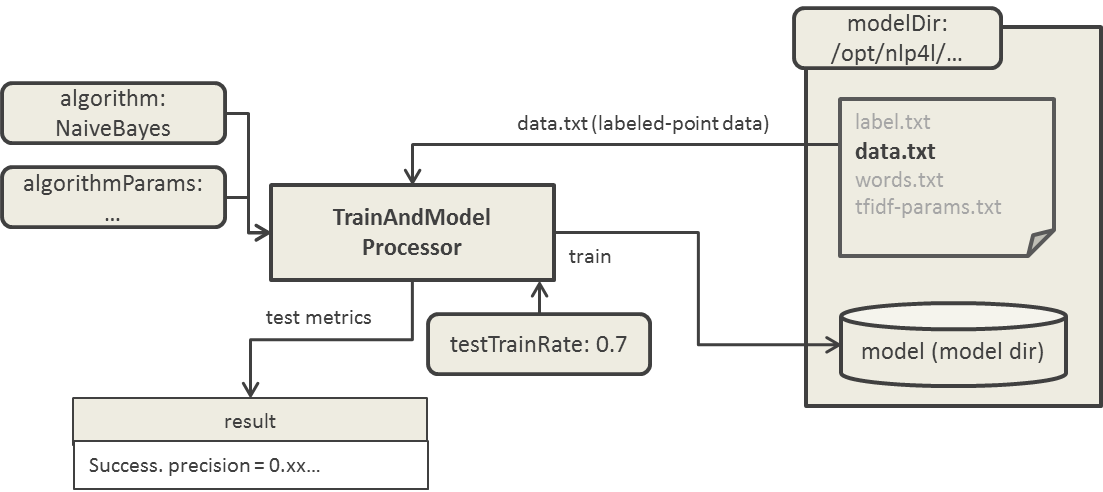 modelDir:
/opt/nlp4l/...
algorithm:
NaiveBayes
data.txt (labeled-point data)
label.txt
data.txt
words.txt
tfidf-params.txt
algorithmParams:
...
TrainAndModel
Processor
train
test metrics
testTrainRate: 0.7
model (model dir)
result
Success. precision = 0.xx...